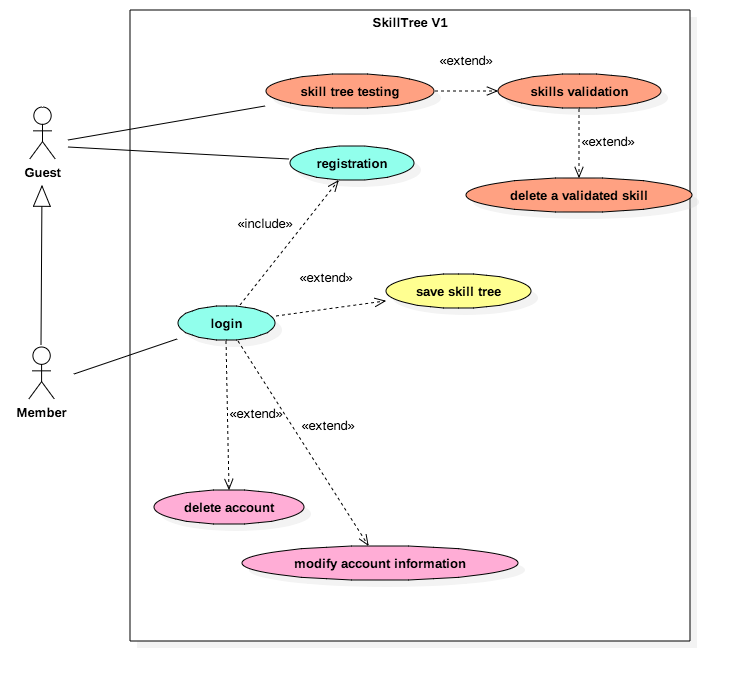 SkillTree V1
«extend»
skill tree testing
skills validation
«extend»
registration
Guest
delete a validated skill
«include»
«extend»
save skill tree
login
Member
«extend»
«extend»
delete account
modify account information